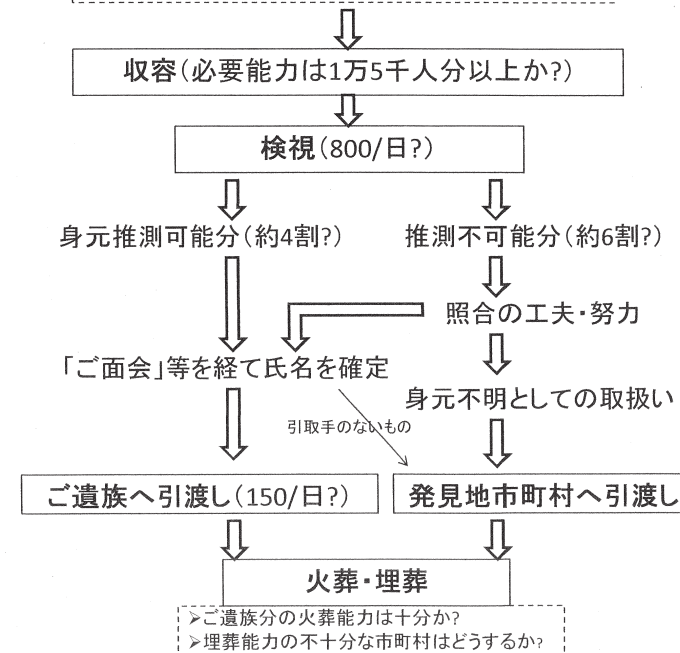 収容(必要能力は1万5千人分以上か?)
検視(800/日?)
身元推測可能分(約4割?)
推測不可能分(約6割?)
照合の工夫・努力
「ご面会」等を経て氏名を確定
身元不明としての取扱い
引取手のないもの
ご遺族へ引渡し(150/日?)
発見地市町村へ引渡し
火葬・埋葬
➢ご遺族分の火葬能力は十分か?
➢埋葬能力の不十分な市町村はどうするか?